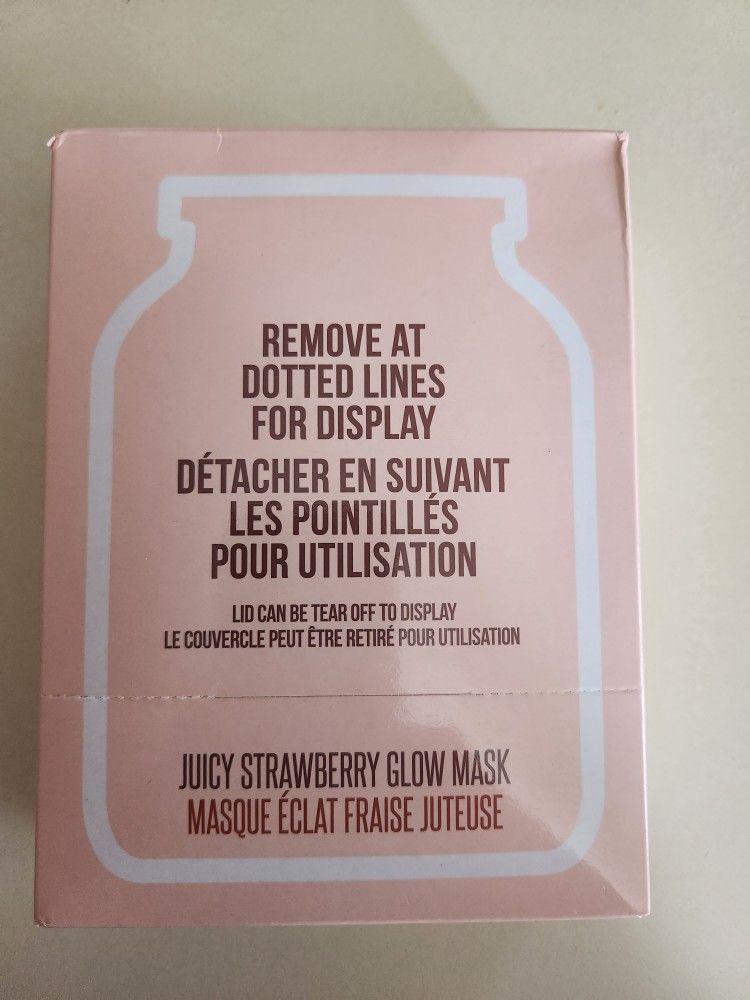 REMOVE AT
DOTTED LINES
FOR DISPLAY
DÉTACHER EN SUIVANT
LES POINTILLÉS
POUR UTILISATION
LID CAN BE TEAR OFF TO DISPLAY
LE COUVERCLE PEUT ÊTRE RETIRÉ POUR UTILISATION
JUICY STRAWBERRY GLOW MASK
MASQUE ÉCLAT FRAISE JUTEUSE